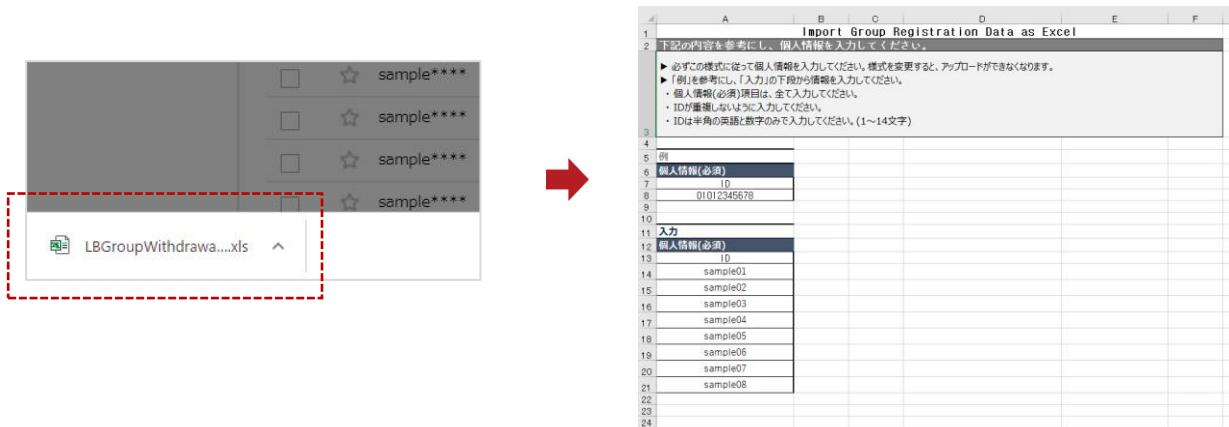 sample****
sample****
sample****
sample****
LBGroupWithdrawa....xls
A B C D E F
1 Import Group Registration Data as Excel
2 下記の内容を参考にし、個人情報を入力してください。
▶ 必ずこの様式に従って個人情報を入力してください。様式を変更すると、アップロードができなくなります。
▶「例」を参考にし、「入力」の下段から情報を入力してください。
・ 個人情報(必須)項目は、全て入力してください。
・ IDが重複しないように入力してください。
・ IDは半角の英語と数字のみで入力してください。(1～14文字)
3
4
5 例
6 個人情報(必須)
7 ID
8 01012345678
9
10
11 入力
12 個人情報(必須)
13 ID
14 sample01
15 sample02
16 sample03
17 sample04
18 sample05
19 sample06
20 sample07
21 sample08
22
23
24